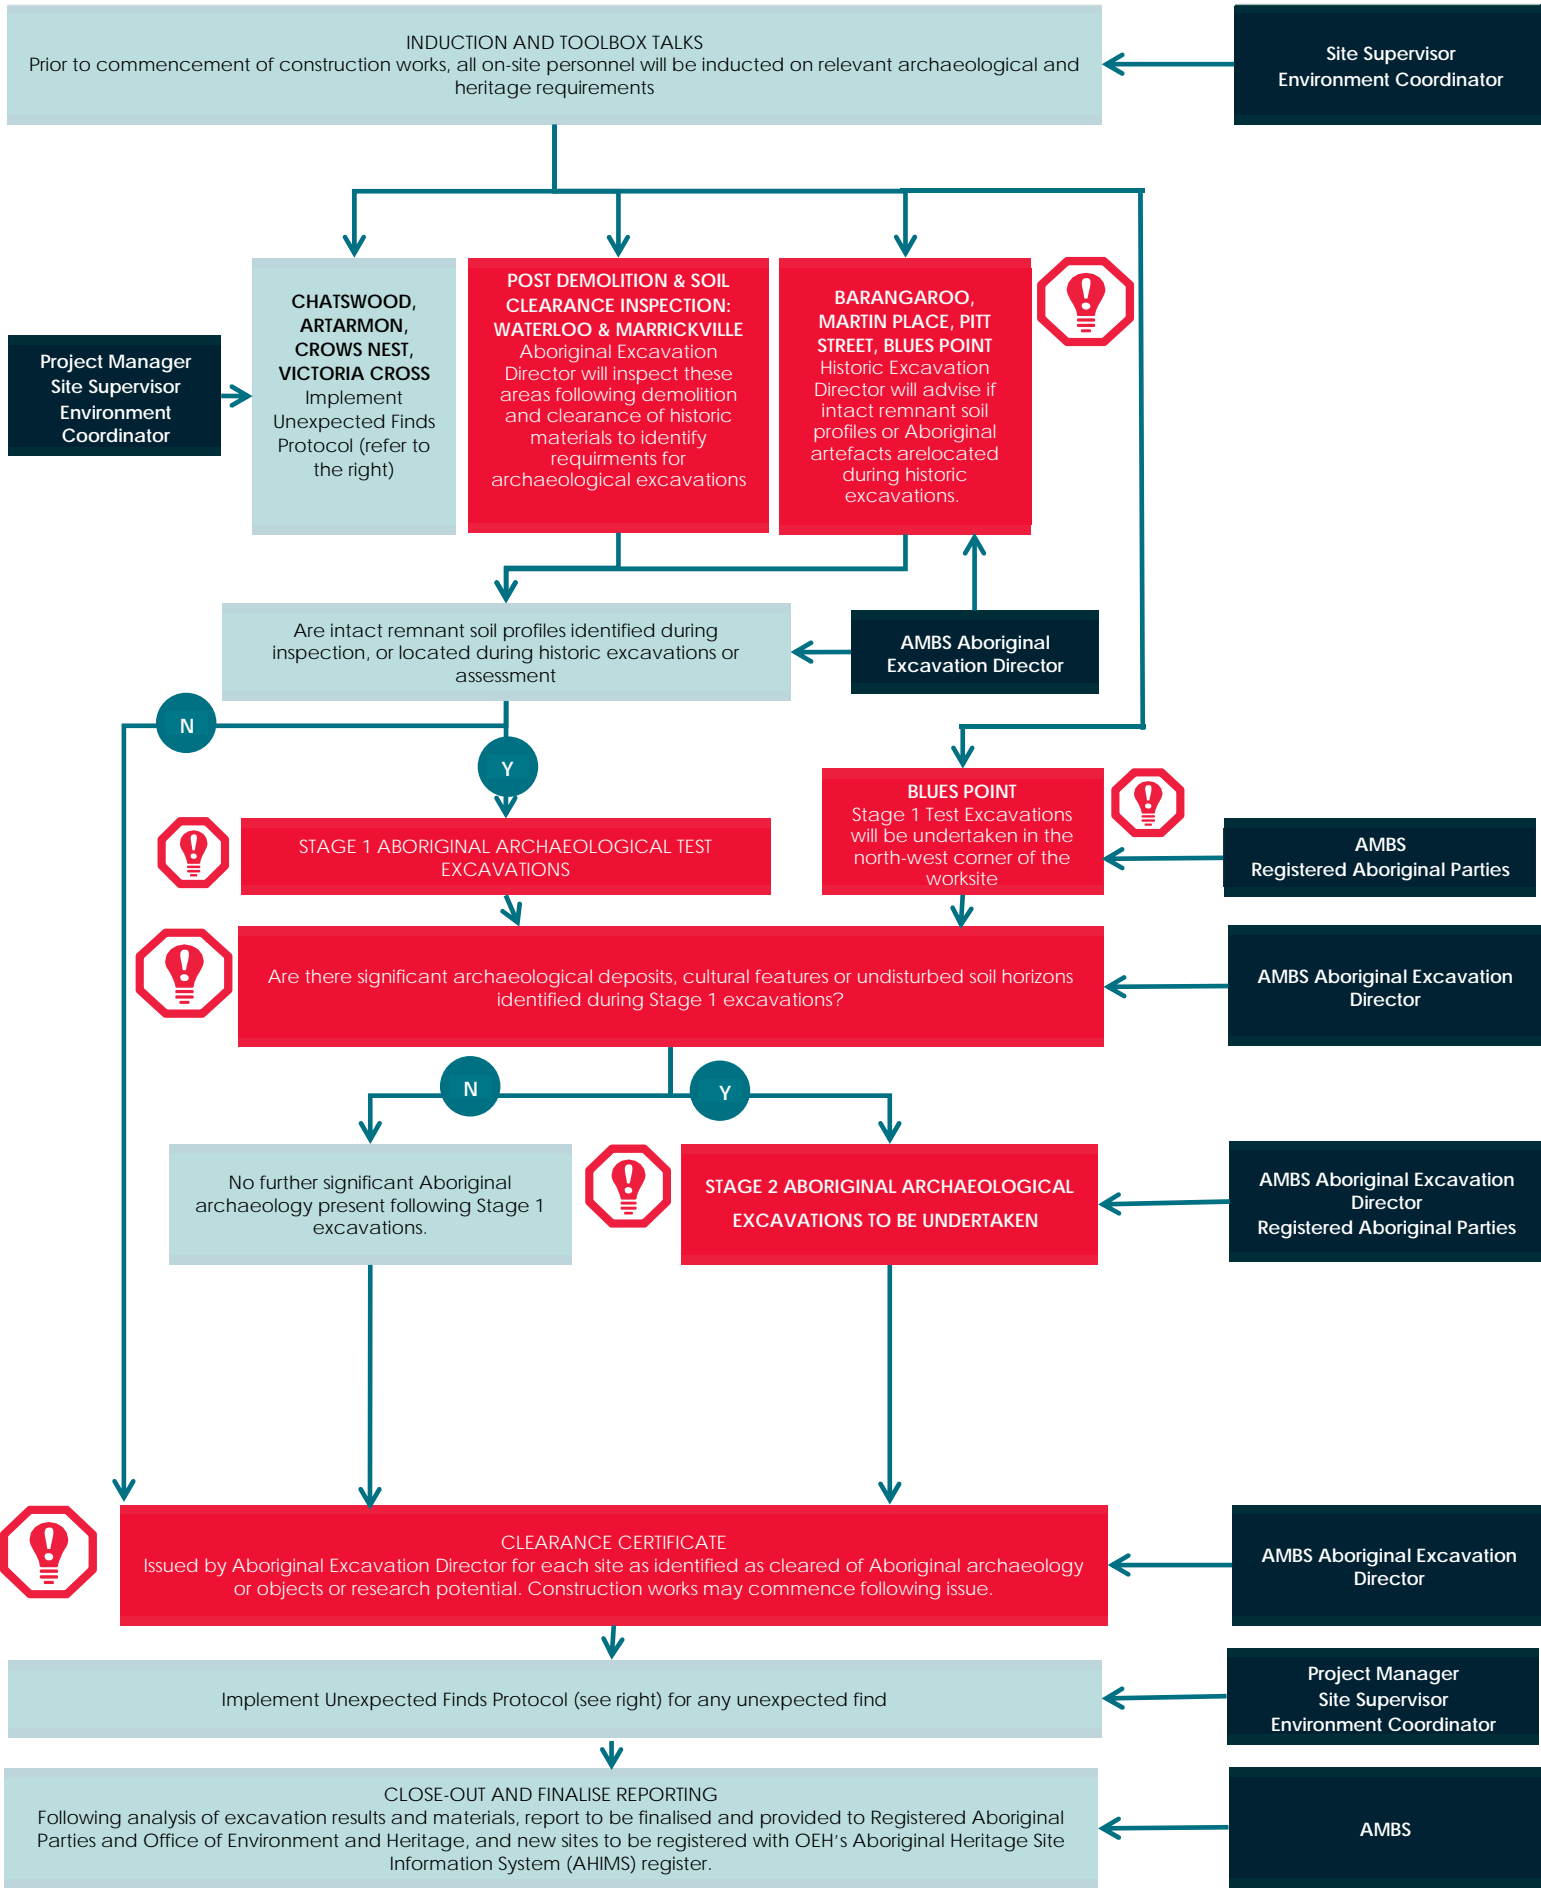 INDUCTION AND TOOLBOX TALKS
Prior to commencement of construction works, all on-site personnel will be inducted on relevant archaeological and
heritage requirements
Site Supervisor
Environment Coordinator
Project Manager
Site Supervisor
Environment
Coordinator
CHATSWOOD,
ARTARMON,
CROWS NEST,
VICTORIA CROSS
Implement
Unexpected Finds
Protocol (refer to
the right)
POST DEMOLITION & SOIL
CLEARANCE INSPECTION:
WATERLOO & MARRICKVILLE
Aboriginal Excavation
Director will inspect these
areas following demolition
and clearance of historic
materials to identify
requirments for
archaeological excavations
BARANGAROO,
MARTIN PLACE, PITT
STREET, BLUES POINT
Historic Excavation
Director will advise if
intact remnant soil
profiles or Aboriginal
artefacts arelocated
during historic
excavations.
Are intact remnant soil profiles identified during
inspection, or located during historic excavations or
assessment
AMBS Aboriginal
Excavation Director
N
Y
BLUES POINT
Stage 1 Test Excavations
will be undertaken in the
north-west corner of the
worksite
AMBS
Registered Aboriginal Parties
STAGE 1 ABORIGINAL ARCHAEOLOGICAL TEST
EXCAVATIONS
Are there significant archaeological deposits, cultural features or undisturbed soil horizons
identified during Stage 1 excavations?
AMBS Aboriginal Excavation
Director
N
Y
No further significant Aboriginal
archaeology present following Stage 1
excavations.
STAGE 2 ABORIGINAL ARCHAEOLOGICAL
EXCAVATIONS TO BE UNDERTAKEN
AMBS Aboriginal Excavation
Director
Registered Aboriginal Parties
CLEARANCE CERTIFICATE
Issued by Aboriginal Excavation Director for each site as identified as cleared of Aboriginal archaeology
or objects or research potential. Construction works may commence following issue.
AMBS Aboriginal Excavation
Director
Implement Unexpected Finds Protocol (see right) for any unexpected find
Project Manager
Site Supervisor
Environment Coordinator
CLOSE-OUT AND FINALISE REPORTING
Following analysis of excavation results and materials, report to be finalised and provided to Registered Aboriginal
Parties and Office of Environment and Heritage, and new sites to be registered with OEH's Aboriginal Heritage Site
Information System (AHIMS) register.
AMBS